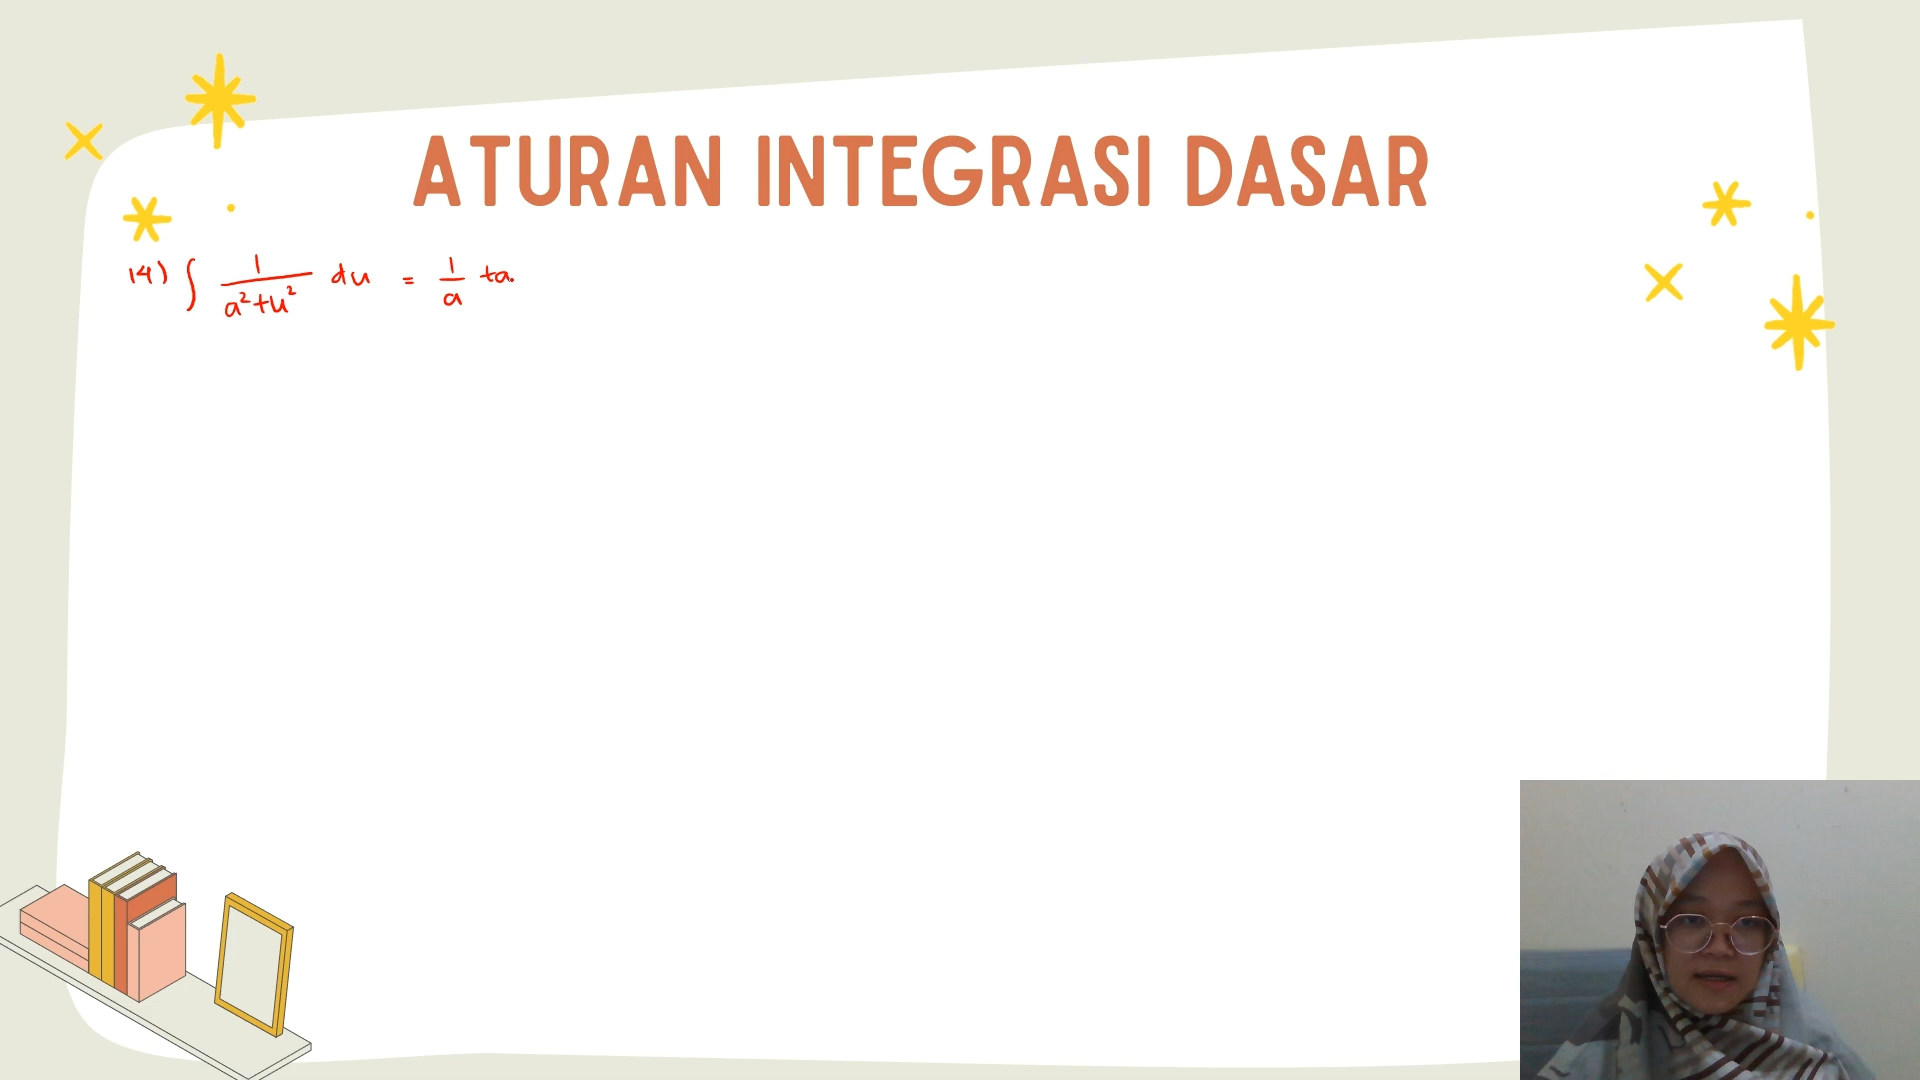 ATURAN INTEGRASI DASAR
14) ∫ 1/(a²+u²) du = 1/a ta